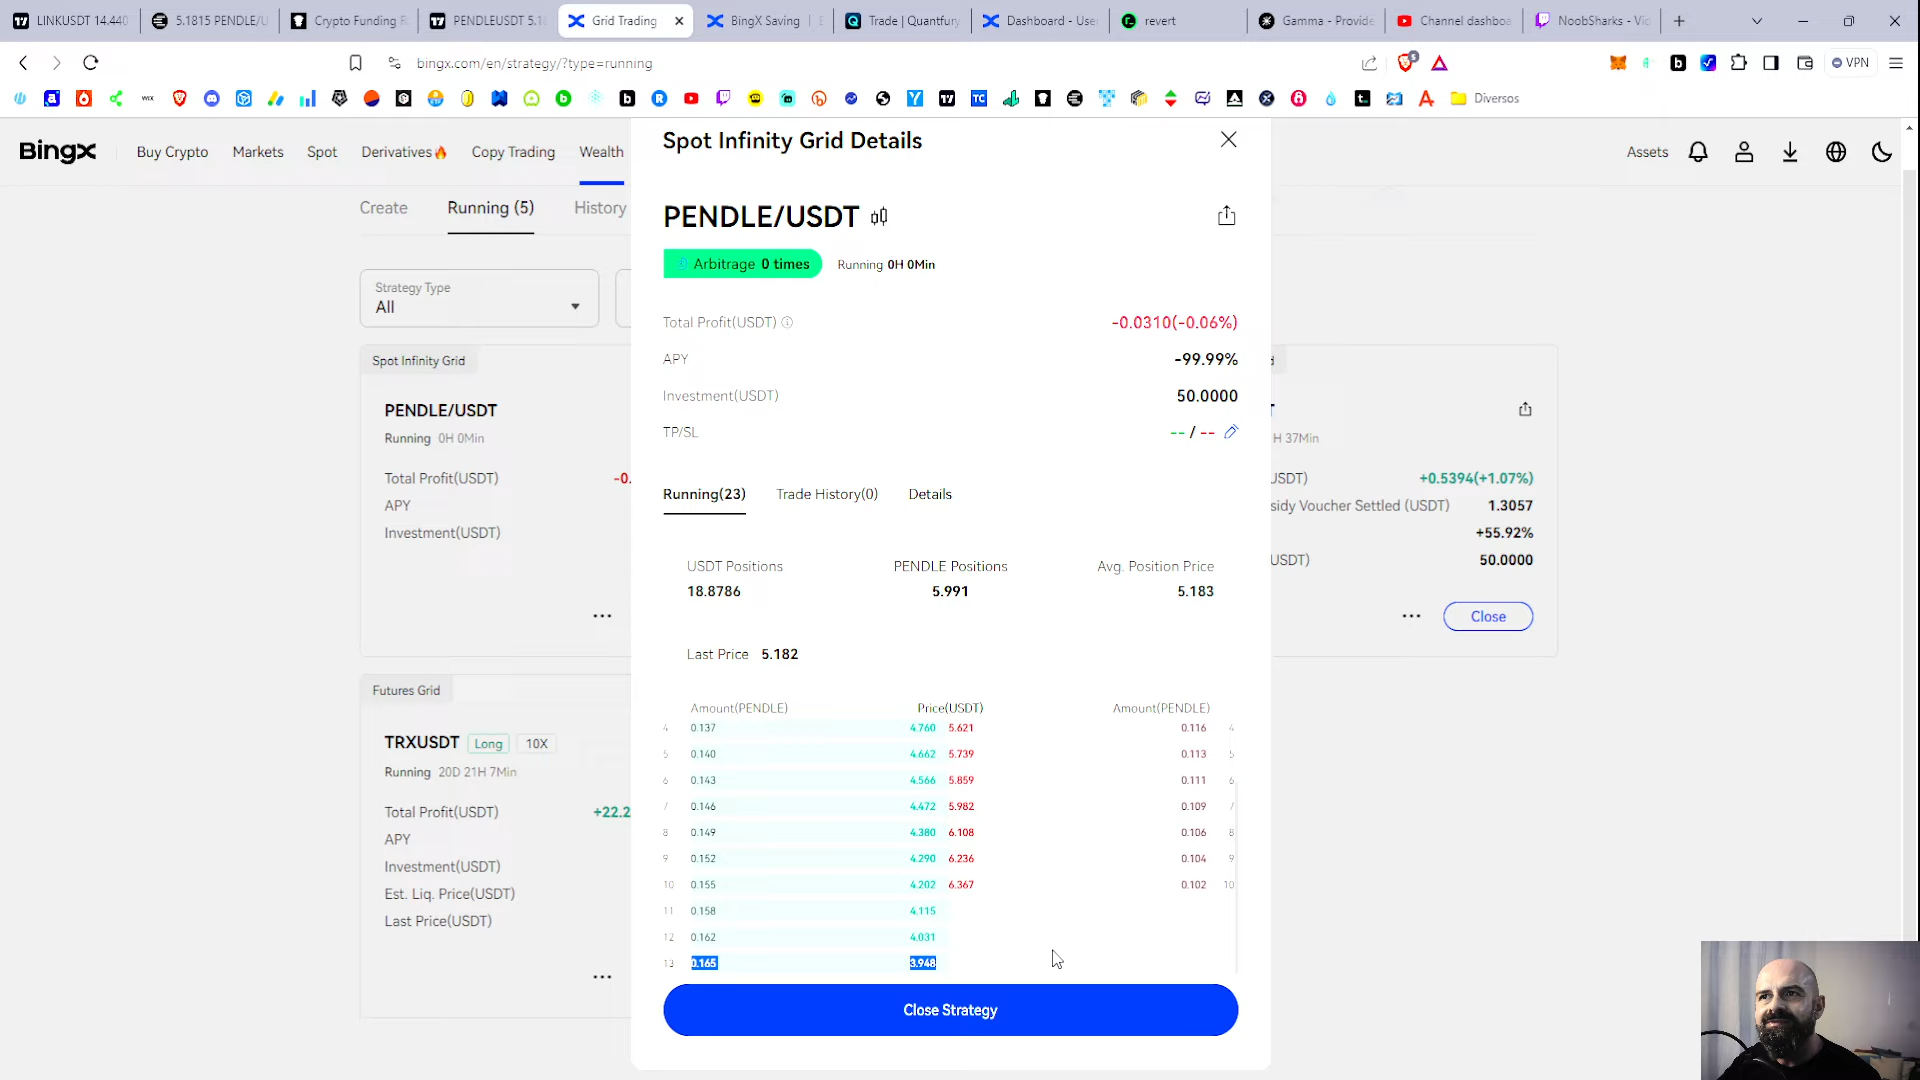 LINKUSDT 14.440
5.1815 PENDLE/U
Crypto Funding R
PENDLEUSDT 5.18
Grid Trading
BingX Saving | E
Trade | Quantfury
Dashboard - Use
revert
Gamma - Provide
Channel dashboa
NoobSharks - Vic
bingx.com/en/strategy/?type=running
VPN
Diversos
BingX
Buy Crypto
Markets
Spot
Derivatives
Copy Trading
Wealth
Assets
Create
Running (5)
History
Strategy Type
All
Spot Infinity Grid
PENDLE/USDT
Running 0H 0Min
Total Profit(USDT) -0.
APY
Investment(USDT)
Futures Grid
TRXUSDT Long 10X
Running 20D 21H 7Min
Total Profit(USDT) +22.2
APY
Investment(USDT)
Est. Liq. Price(USDT)
Last Price(USDT)
Spot Infinity Grid Details
PENDLE/USDT
Arbitrage 0 times
Running 0H 0Min
Total Profit(USDT) -0.0310(-0.06%)
APY -99.99%
Investment(USDT) 50.0000
TP/SL -- / --
Running(23) Trade History(0) Details
USDT Positions PENDLE Positions Avg. Position Price
18.8786 5.991 5.183
Last Price 5.182
Amount(PENDLE) Price(USDT) Amount(PENDLE)
4 0.137 4.760 5.621 0.116 4
5 0.140 4.662 5.739 0.113 5
6 0.143 4.566 5.859 0.111 6
7 0.146 4.472 5.982 0.109 7
8 0.149 4.380 6.108 0.106 8
9 0.152 4.290 6.236 0.104 9
10 0.155 4.202 6.367 0.102 10
11 0.158 4.115
12 0.162 4.031
13 0.165 3.948
Close Strategy
H 37Min
USDT) +0.5394(+1.07%)
sidy Voucher Settled (USDT) 1.3057
+55.92%
USDT) 50.0000
Close